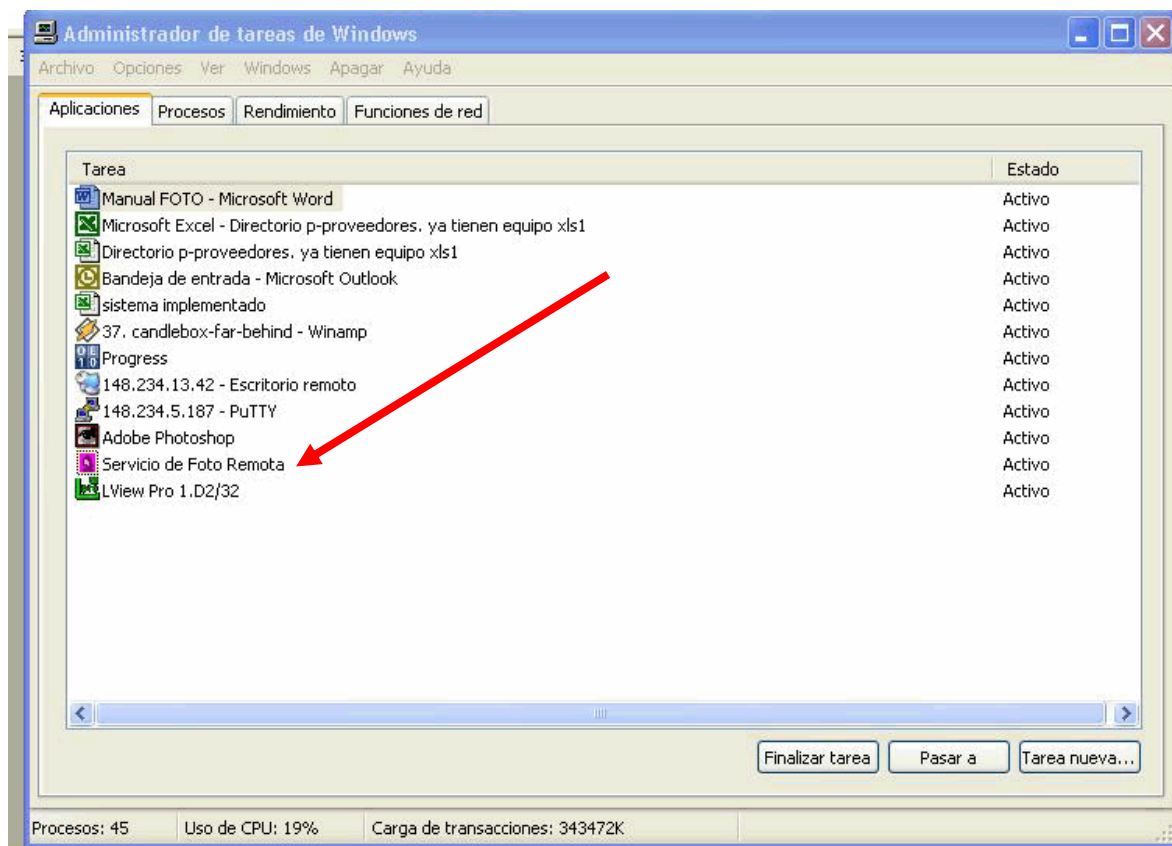 Administrador de tareas de Windows
Archivo Opciones Ver Windows Apagar Ayuda
Aplicaciones Procesos Rendimiento Funciones de red
Tarea Estado
Manual FOTO - Microsoft Word Activo
Microsoft Excel - Directorio p-proveedores. ya tienen equipo xls1 Activo
Directorio p-proveedores. ya tienen equipo xls1 Activo
Bandeja de entrada - Microsoft Outlook Activo
sistema implementado Activo
37. candlebox-far-behind - Winamp Activo
Progress Activo
148.234.13.42 - Escritorio remoto Activo
148.234.5.187 - PuTTY Activo
Adobe Photoshop Activo
Servicio de Foto Remota Activo
LView Pro 1.D2/32 Activo
Finalizar tarea Pasar a Tarea nueva...
Procesos: 45 Uso de CPU: 19% Carga de transacciones: 343472K